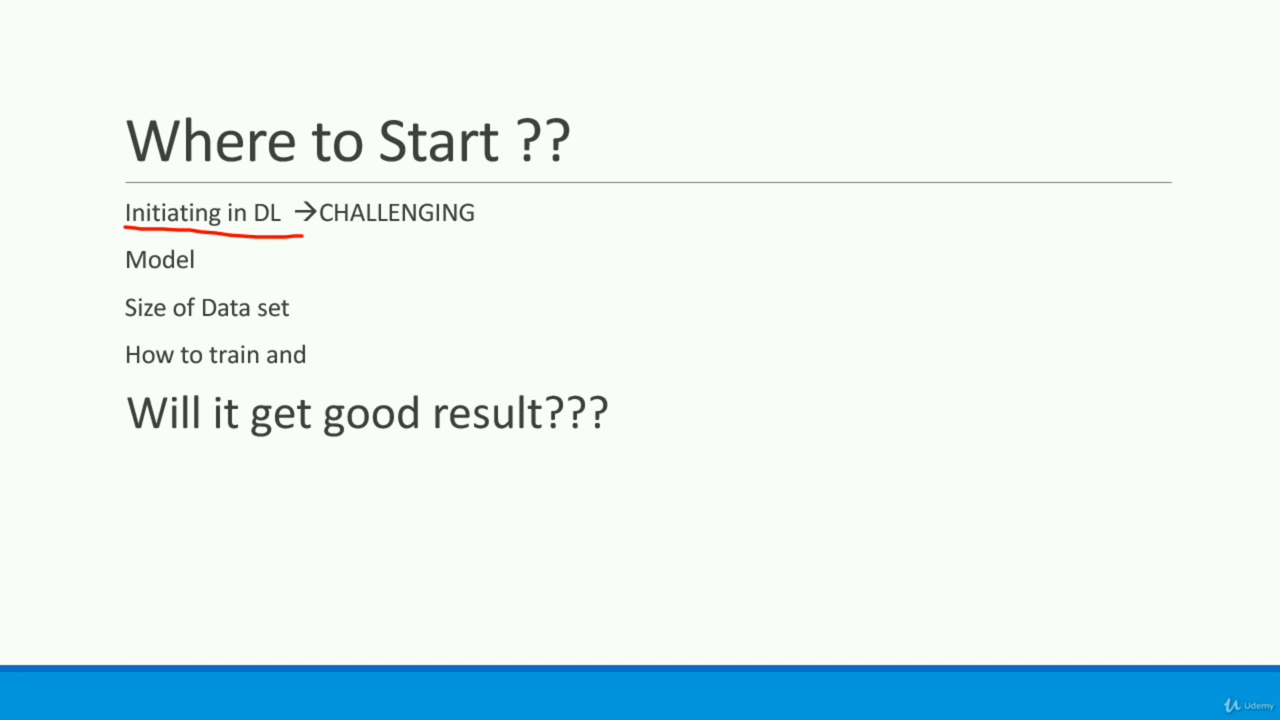 Where to Start ??
Initiating in DL →CHALLENGING
Model
Size of Data set
How to train and
Will it get good result???
Udemy